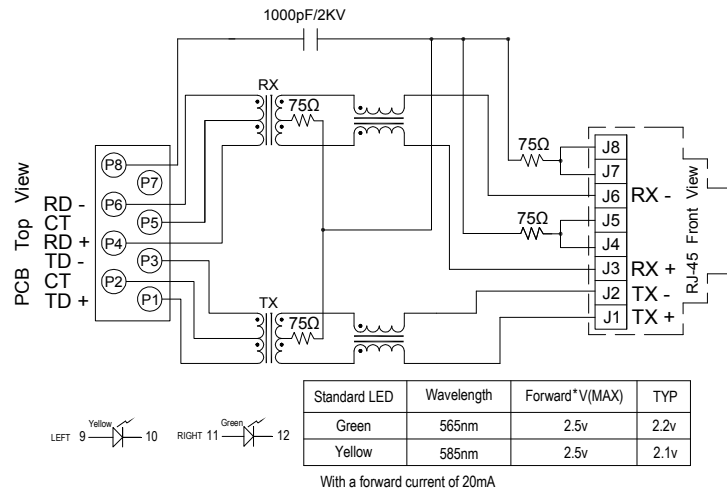 1000pF/2KV
RX
75Ω
75Ω
P8
P7
P6
P5
P4
P3
P2
P1
PCB Top View
RD -
CT
RD +
TD -
CT
TD +
J8
J7
J6 RX -
J5
J4
J3 RX +
J2 TX -
J1 TX +
75Ω
RJ-45 Front View
TX
75Ω
Standard LED Wavelength Forward*V(MAX) TYP
Green 565nm 2.5v 2.2v
Yellow 585nm 2.5v 2.1v
With a forward current of 20mA
LEFT 9 Yellow 10
RIGHT 11 Green 12